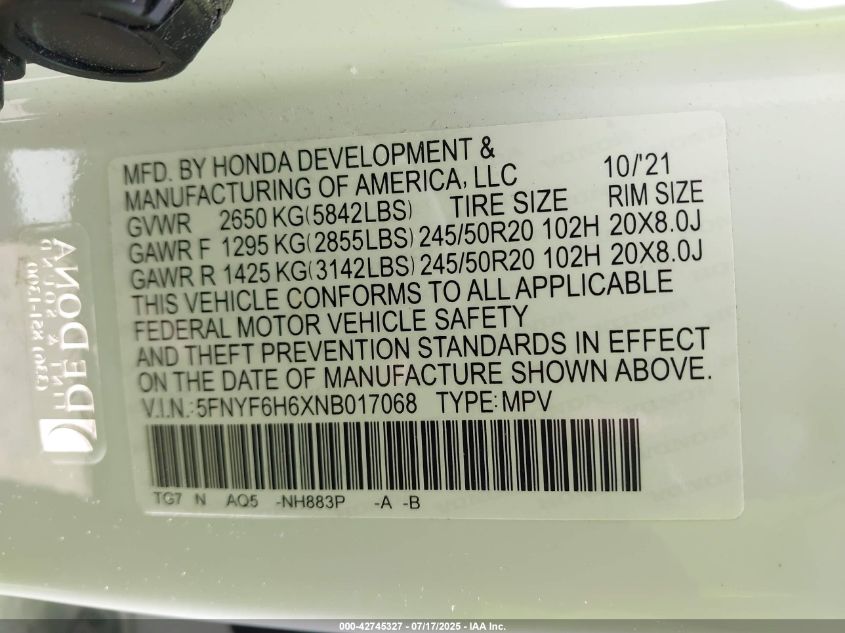 MFD. BY HONDA DEVELOPMENT &
MANUFACTURING OF AMERICA, LLC 10/'21
GVWR 2650 KG(5842LBS) TIRE SIZE RIM SIZE
GAWR F 1295 KG(2855LBS) 245/50R20 102H 20X8.0J
GAWR R 1425 KG(3142LBS) 245/50R20 102H 20X8.0J
THIS VEHICLE CONFORMS TO ALL APPLICABLE
FEDERAL MOTOR VEHICLE SAFETY
AND THEFT PREVENTION STANDARDS IN EFFECT
ON THE DATE OF MANUFACTURE SHOWN ABOVE.
V.I.N.: 5FNYF6H6XNB017068 TYPE: MPV
TG7 N AQ5 -NH883P -A -B
DE DONA
000-42745327 | 07/17/2025 - IAA Inc.